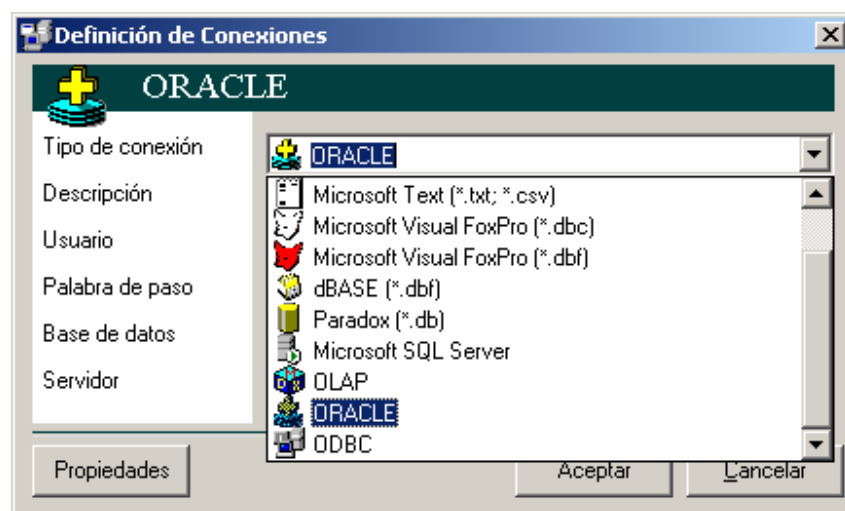 Definición de Conexiones
ORACLE
Tipo de conexión
ORACLE
Descripción
Microsoft Text (*.txt; *.csv)
Microsoft Visual FoxPro (*.dbc)
Usuario
Microsoft Visual FoxPro (*.dbf)
Palabra de paso
dBASE (*.dbf)
Paradox (*.db)
Base de datos
Microsoft SQL Server
Servidor
OLAP
ORACLE
ODBC
Propiedades
Aceptar
Cancelar